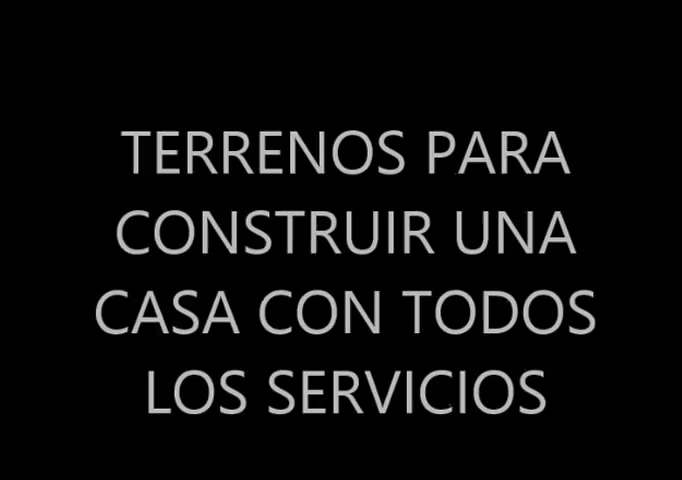 TERRENOS PARA
CONSTRUIR UNA
CASA CON TODOS
LOS SERVICIOS